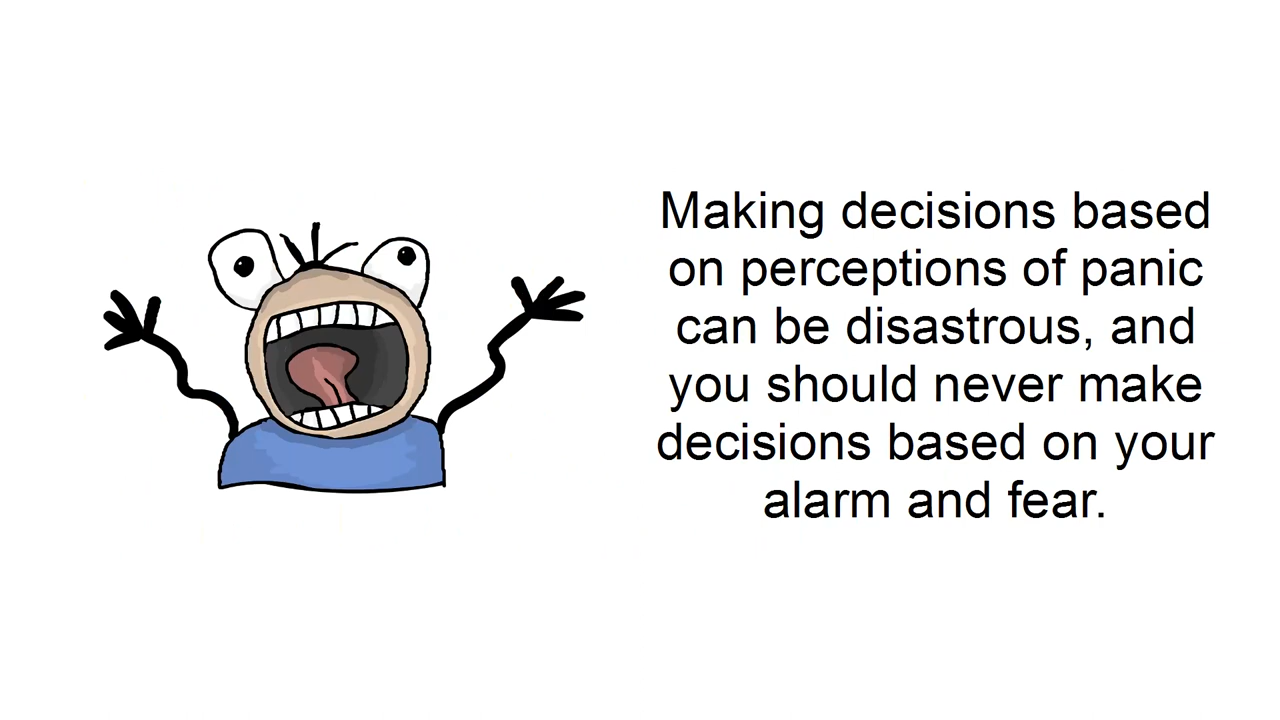 Making decisions based
on perceptions of panic
can be disastrous, and
you should never make
decisions based on your
alarm and fear.